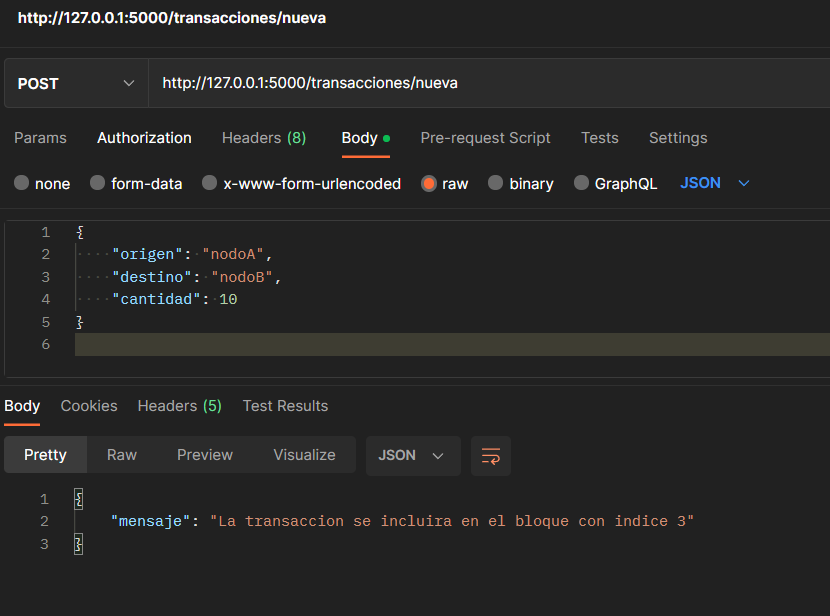 http://127.0.0.1:5000/transacciones/nueva
POST http://127.0.0.1:5000/transacciones/nueva
Params Authorization Headers (8) Body Pre-request Script Tests Settings
none form-data x-www-form-urlencoded raw binary GraphQL JSON
1 {
2 "origen": "nodoA",
3 "destino": "nodoB",
4 "cantidad": 10
5 }
6
Body Cookies Headers (5) Test Results
Pretty Raw Preview Visualize JSON
1 {
2 "mensaje": "La transaccion se incluira en el bloque con indice 3"
3 }